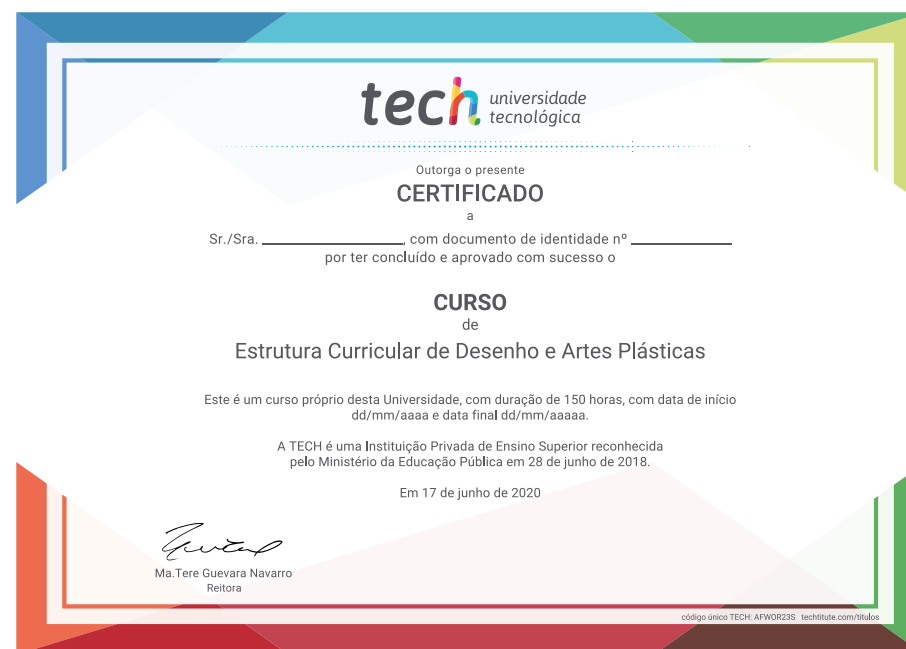 tech universidade
tecnológica
Outorga o presente
CERTIFICADO
a
Sr./Sra. ________________, com documento de identidade nº ____________
por ter concluído e aprovado com sucesso o
CURSO
de
Estrutura Curricular de Desenho e Artes Plásticas
Este é um curso próprio desta Universidade, com duração de 150 horas, com data de início
dd/mm/aaaa e data final dd/mm/aaaaa.
A TECH é uma Instituição Privada de Ensino Superior reconhecida
pelo Ministério da Educação Pública em 28 de junho de 2018.
Em 17 de junho de 2020
Ma.Tere Guevara Navarro
Reitora
código único TECH: AFWOR23S techtitute.com/titulos